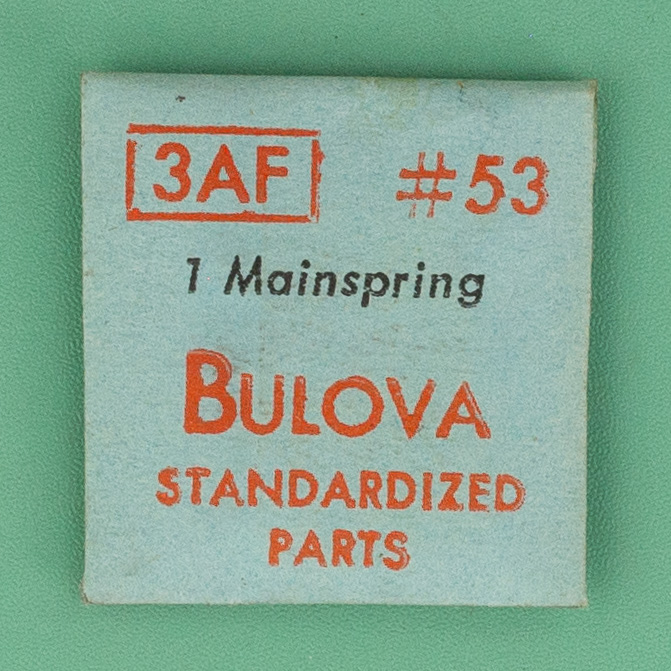 3AF #53
1 Mainspring
BULOVA
STANDARDIZED
PARTS